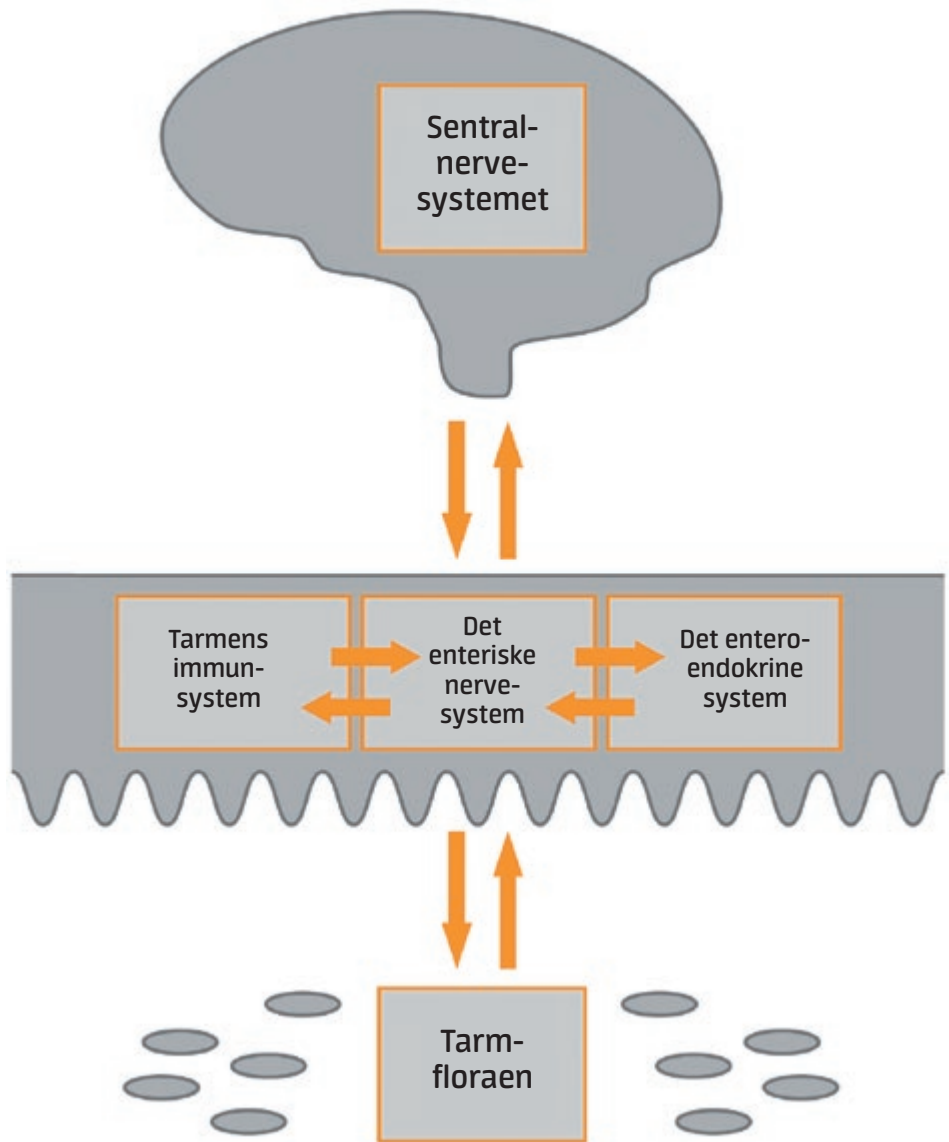 Sentral-
nerve-
systemet
Tarmens
immun-
system
Det
enteriske
nerve-
system
Det entero-
endokrine
system
Tarm-
floraen